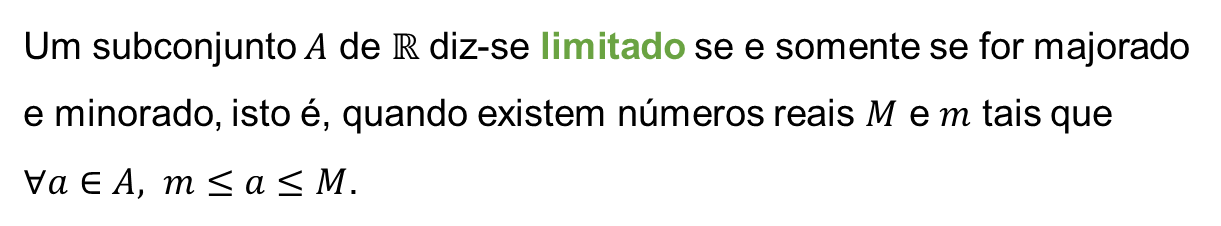 Um subconjunto 𝐴 de ℝ diz-se limitado se e somente se for majorado
e minorado, isto é, quando existem números reais 𝑀 e 𝑚 tais que
∀𝑎 ∈ 𝐴, 𝑚 ≤ 𝑎 ≤ 𝑀.